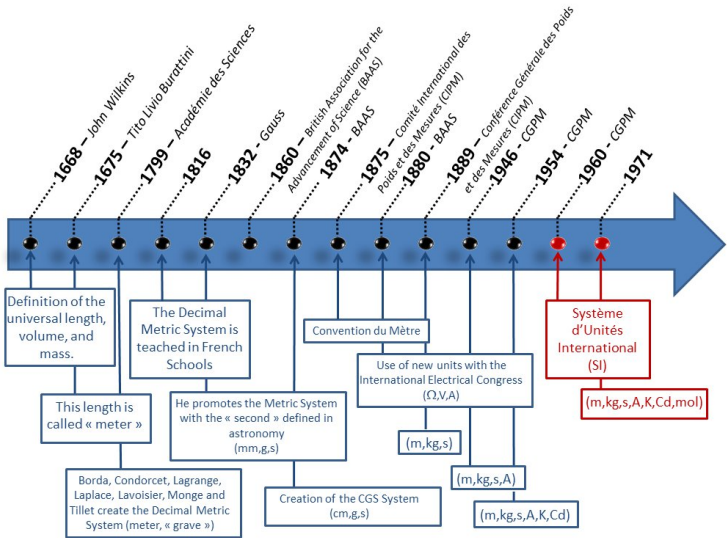 1668 – John Wilkins
1675 – Tito Livio Burattini
1799 – Académie des Sciences
1816
1832 - Gauss
1860 – British Association for the
Advancement of Science (BAAS)
1874 - BAAS
1875 – Comité International des
Poids et des Mesures (CIPM)
1880 - BAAS
1889 – Conférence Générale des Poids
et des Mesures (CIPM)
1946 - CGPM
1954 - CGPM
1960 - CGPM
1971
Definition of the
universal length,
volume, and
mass.
The Decimal
Metric System is
teached in French
Schools
Convention du Mètre
Système
d'Unités
International
(SI)
Use of new units with the
International Electrical Congress
(Ω,V,A)
This length is
called « meter »
He promotes the Metric System
with the « second » defined in
astronomy
(mm,g,s)
(m,kg,s)
(m,kg,s,A,K,Cd,mol)
Borda, Condorcet, Lagrange,
Laplace, Lavoisier, Monge and
Tillet create the Decimal Metric
System (meter, « grave »)
Creation of the CGS System
(cm,g,s)
(m,kg,s,A)
(m,kg,s,A,K,Cd)